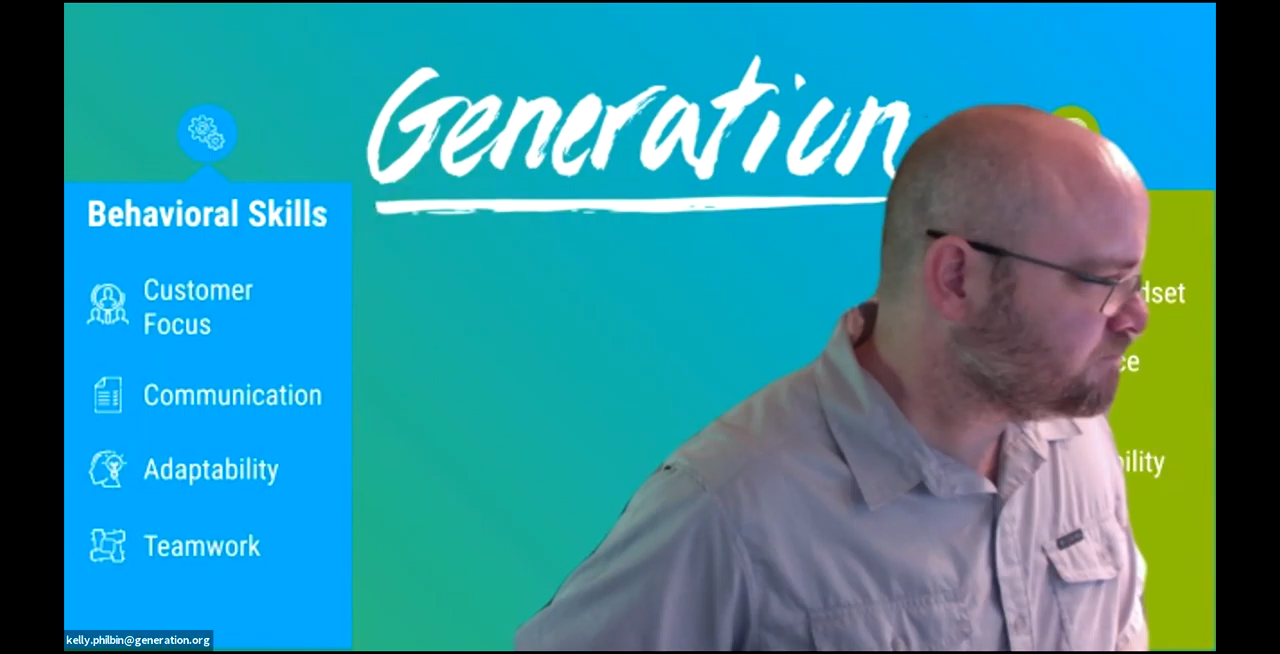 Generation
Behavioral Skills
Customer
Focus
Communication
Adaptability
Teamwork
kelly.philbin@generation.org